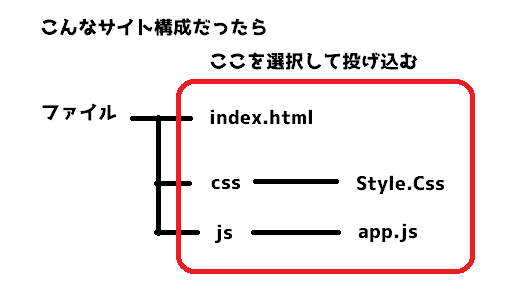 こんなサイト構成だったら
ここを選択して投げ込む
ファイル
index.html
css Style.Css
js app.js